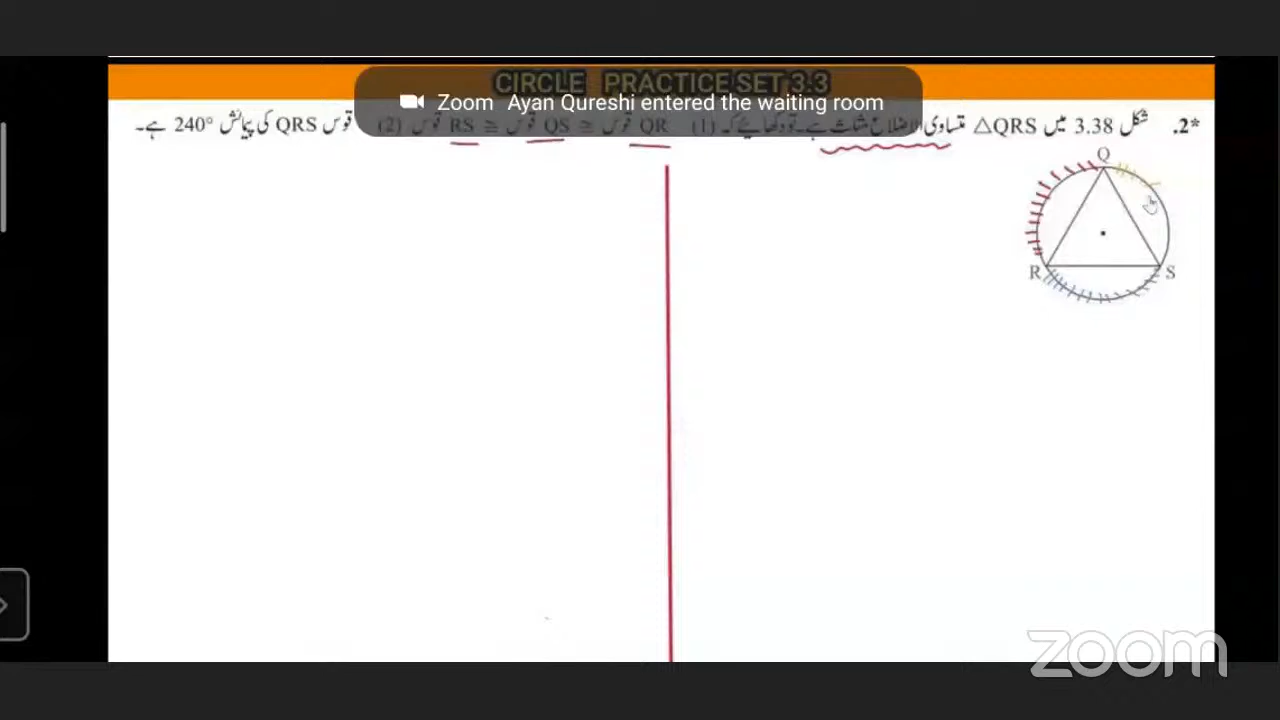 CIRCLE PRACTICE SET 3.3
Zoom Ayan Qureshi entered the waiting room
*2. شکل 3.38 میں △QRS متساوی الاضلاع مثلث ہے۔ تو دکھائیے کہ (1) قوس RS ≅ قوس QS ≅ قوس QR (2) قوس QRS کی پیمائش 240° ہے۔
Q
R
S
zoom